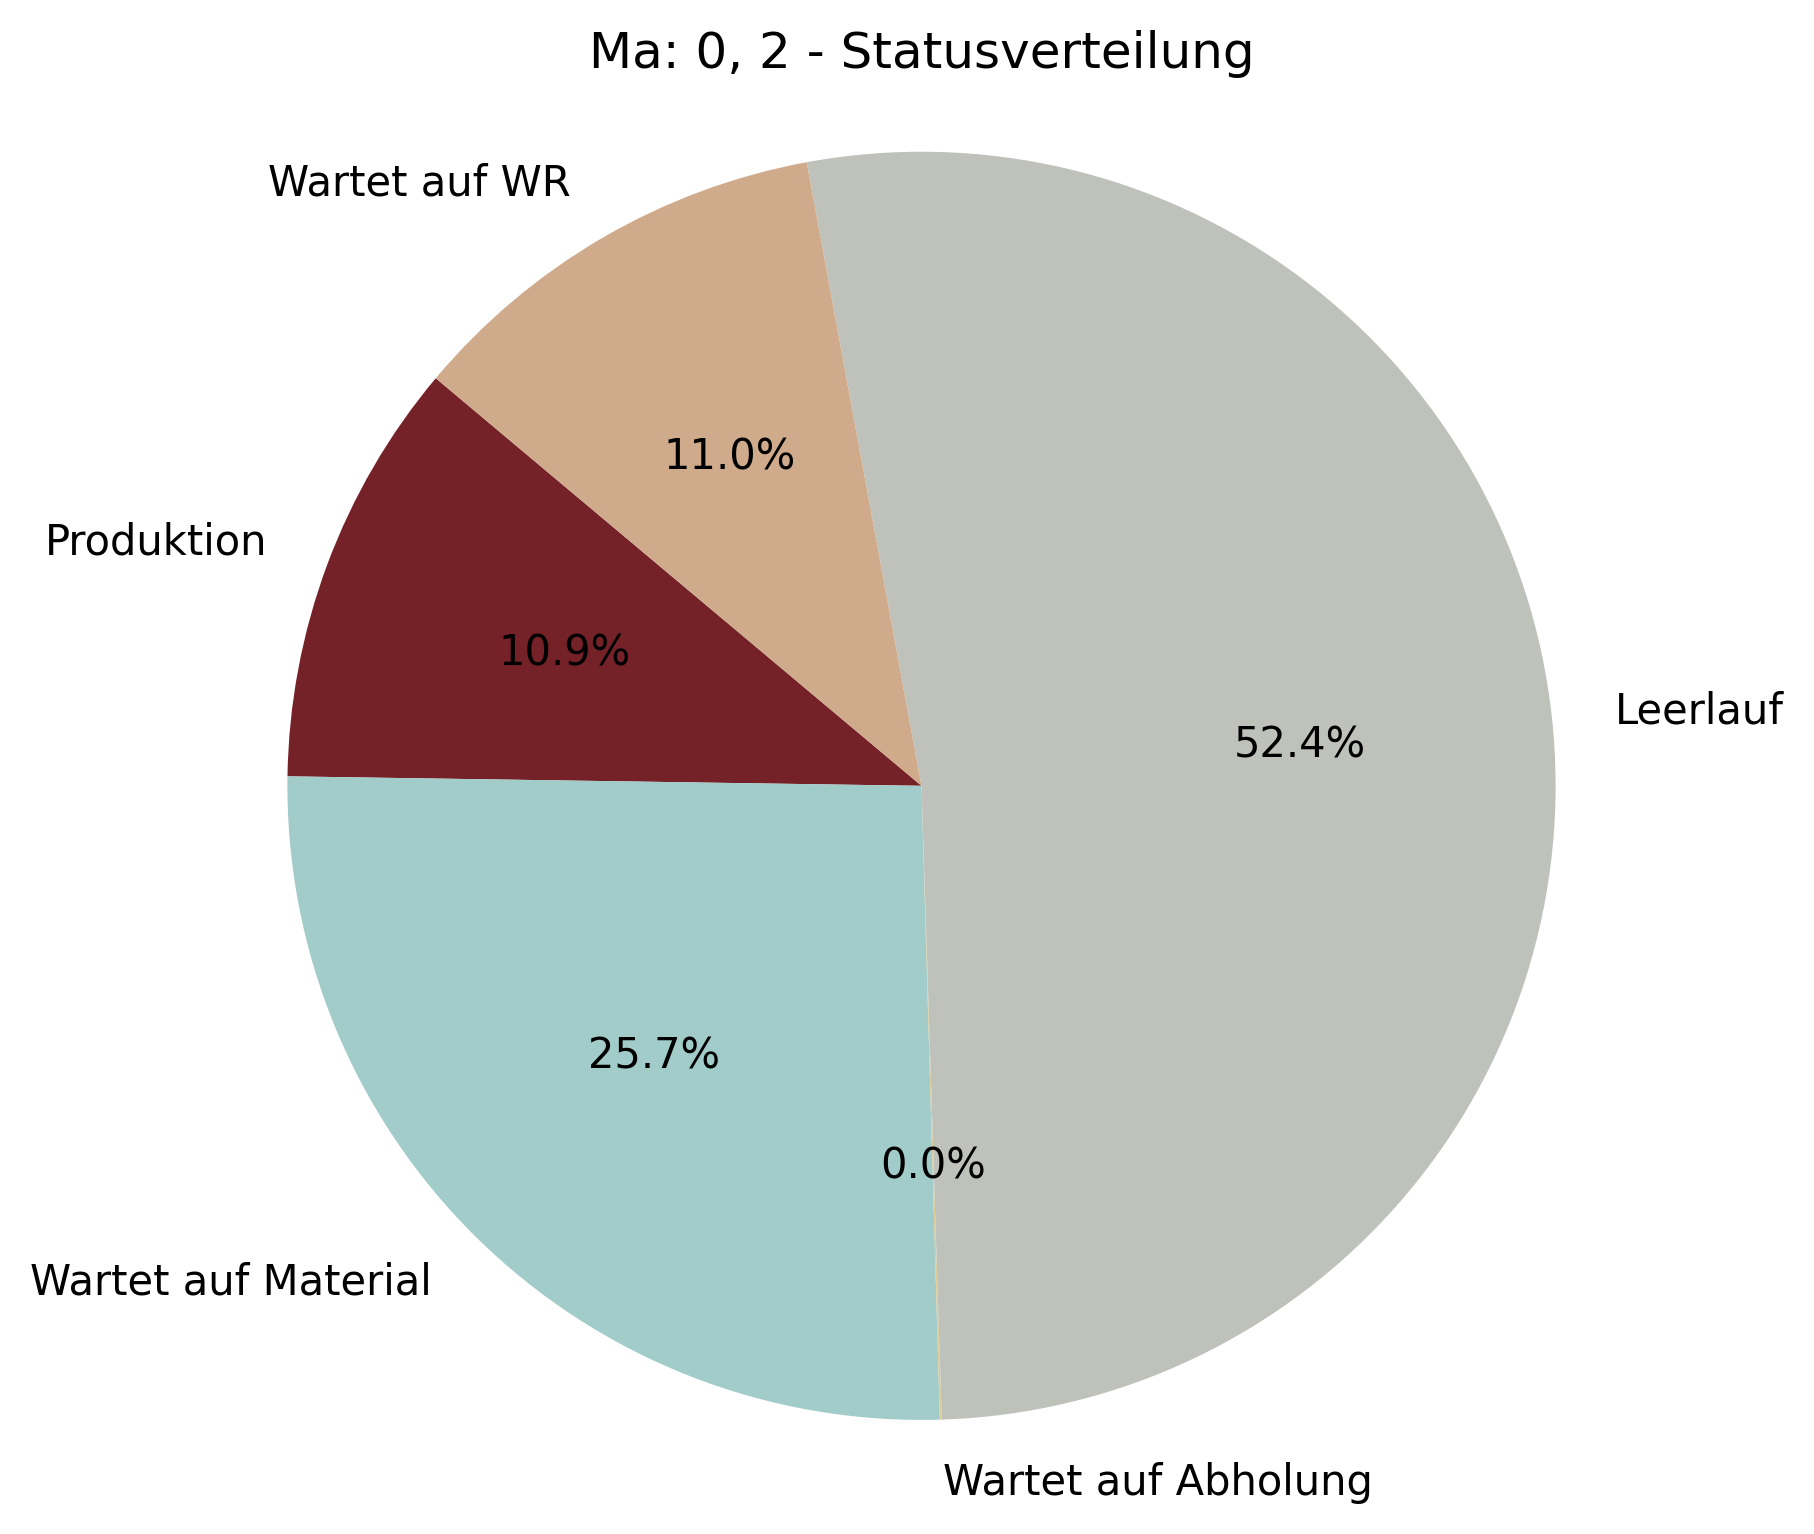 Ma: 0, 2 - Statusverteilung
Wartet auf WR
11.0%
Produktion
10.9%
Leerlauf
52.4%
25.7%
0.0%
Wartet auf Material
Wartet auf Abholung